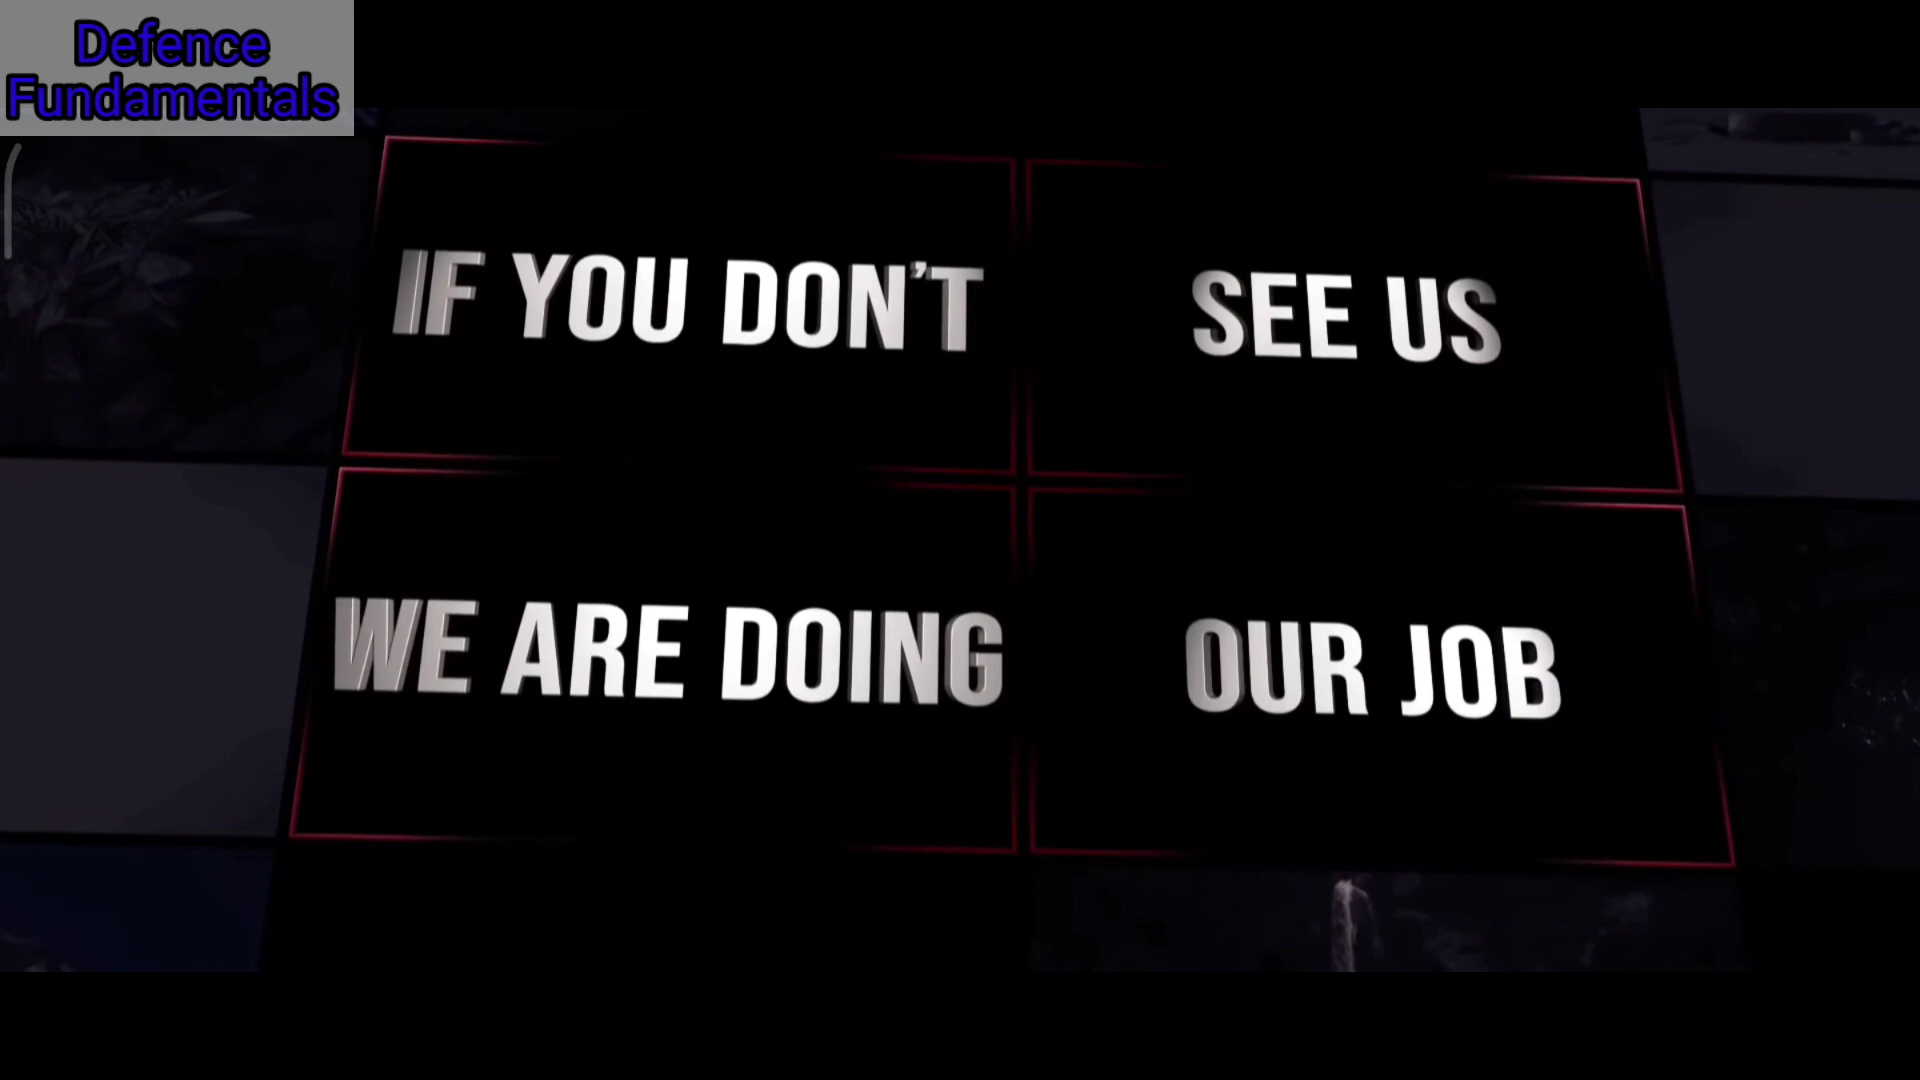 Defence
Fundamentals
IF YOU DON'T
SEE US
WE ARE DOING
OUR JOB